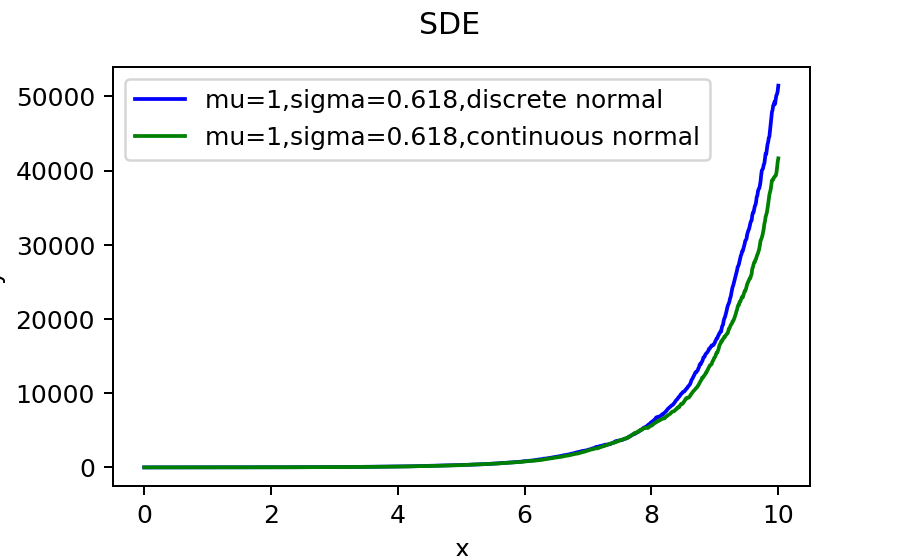 SDE
mu=1,sigma=0.618,discrete normal
mu=1,sigma=0.618,continuous normal
50000
40000
30000
20000
10000
0
0 2 4 6 8 10
x